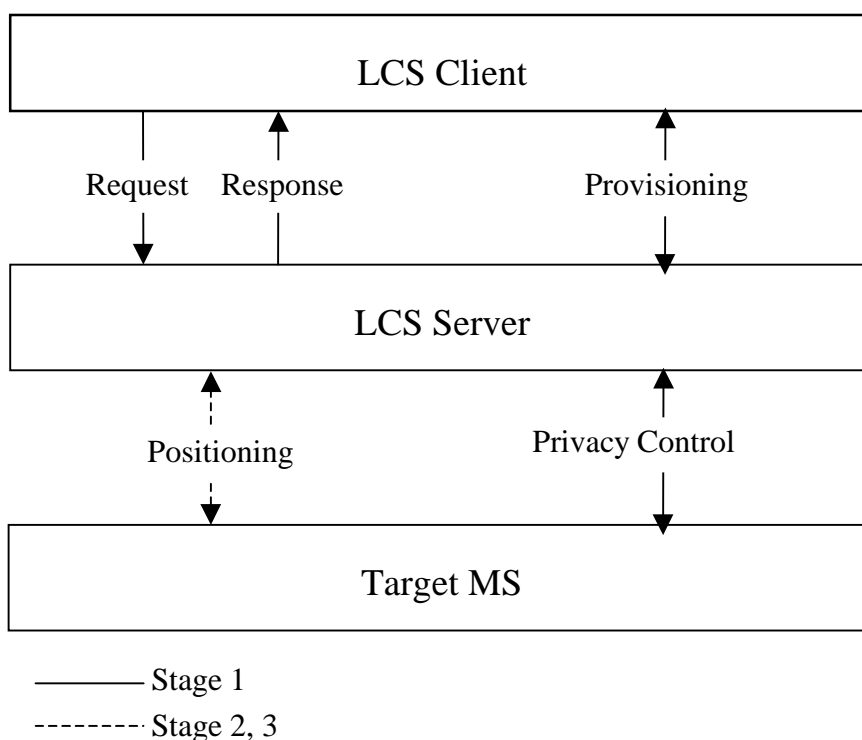 LCS Client
Request
Response
Provisioning
LCS Server
Positioning
Privacy Control
Target MS
Stage 1
Stage 2, 3